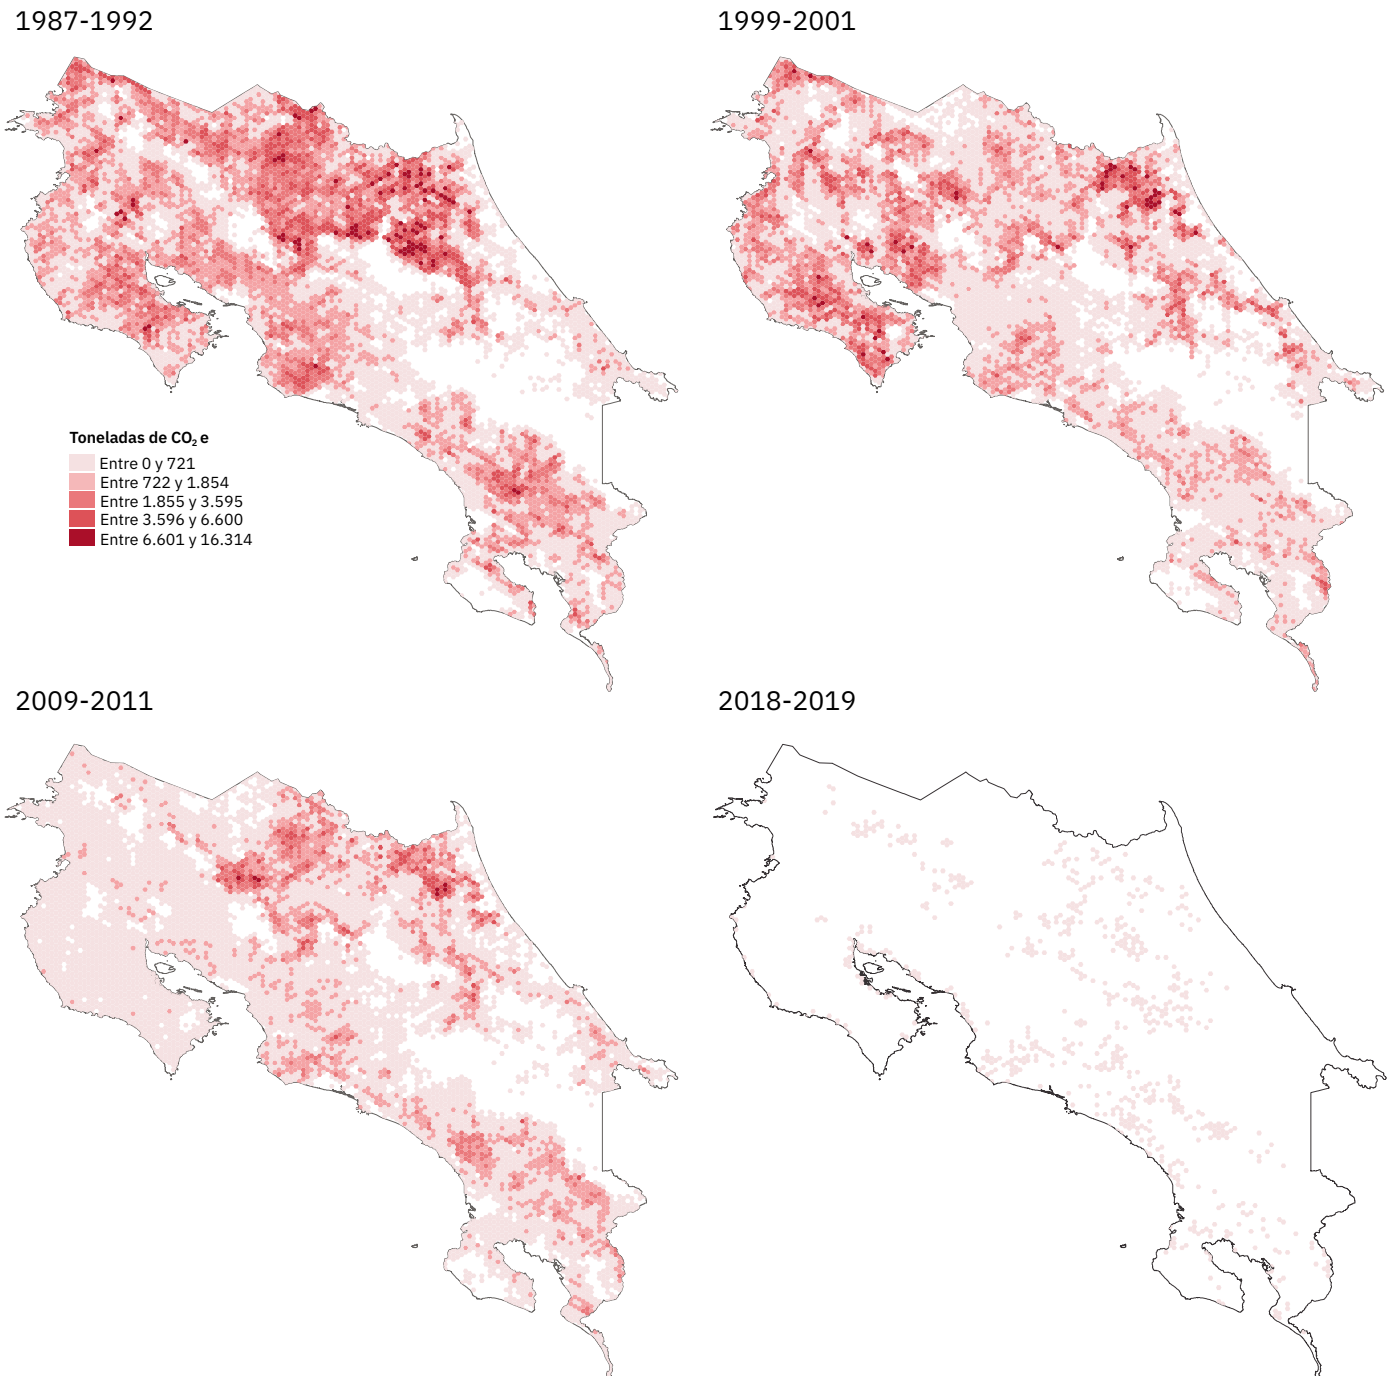 1987-1992
1999-2001
Toneladas de CO₂ e
Entre 0 y 721
Entre 722 y 1.854
Entre 1.855 y 3.595
Entre 3.596 y 6.600
Entre 6.601 y 16.314
2009-2011
2018-2019